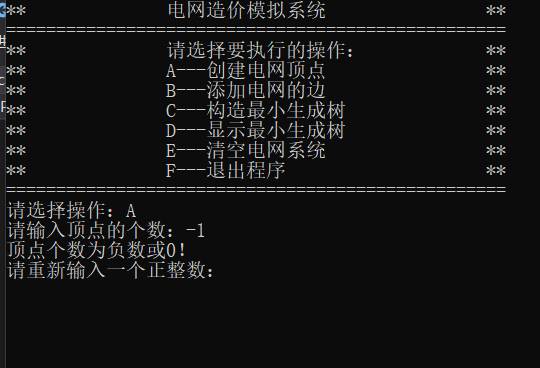 ** 电网造价模拟系统 **
==================================================
** 请选择要执行的操作: **
** A---创建电网顶点 **
** B---添加电网的边 **
** C---构造最小生成树 **
** D---显示最小生成树 **
** E---清空电网系统 **
** F---退出程序 **
==================================================
请选择操作: A
请输入顶点的个数: -1
顶点个数为负数或0!
请重新输入一个正整数: